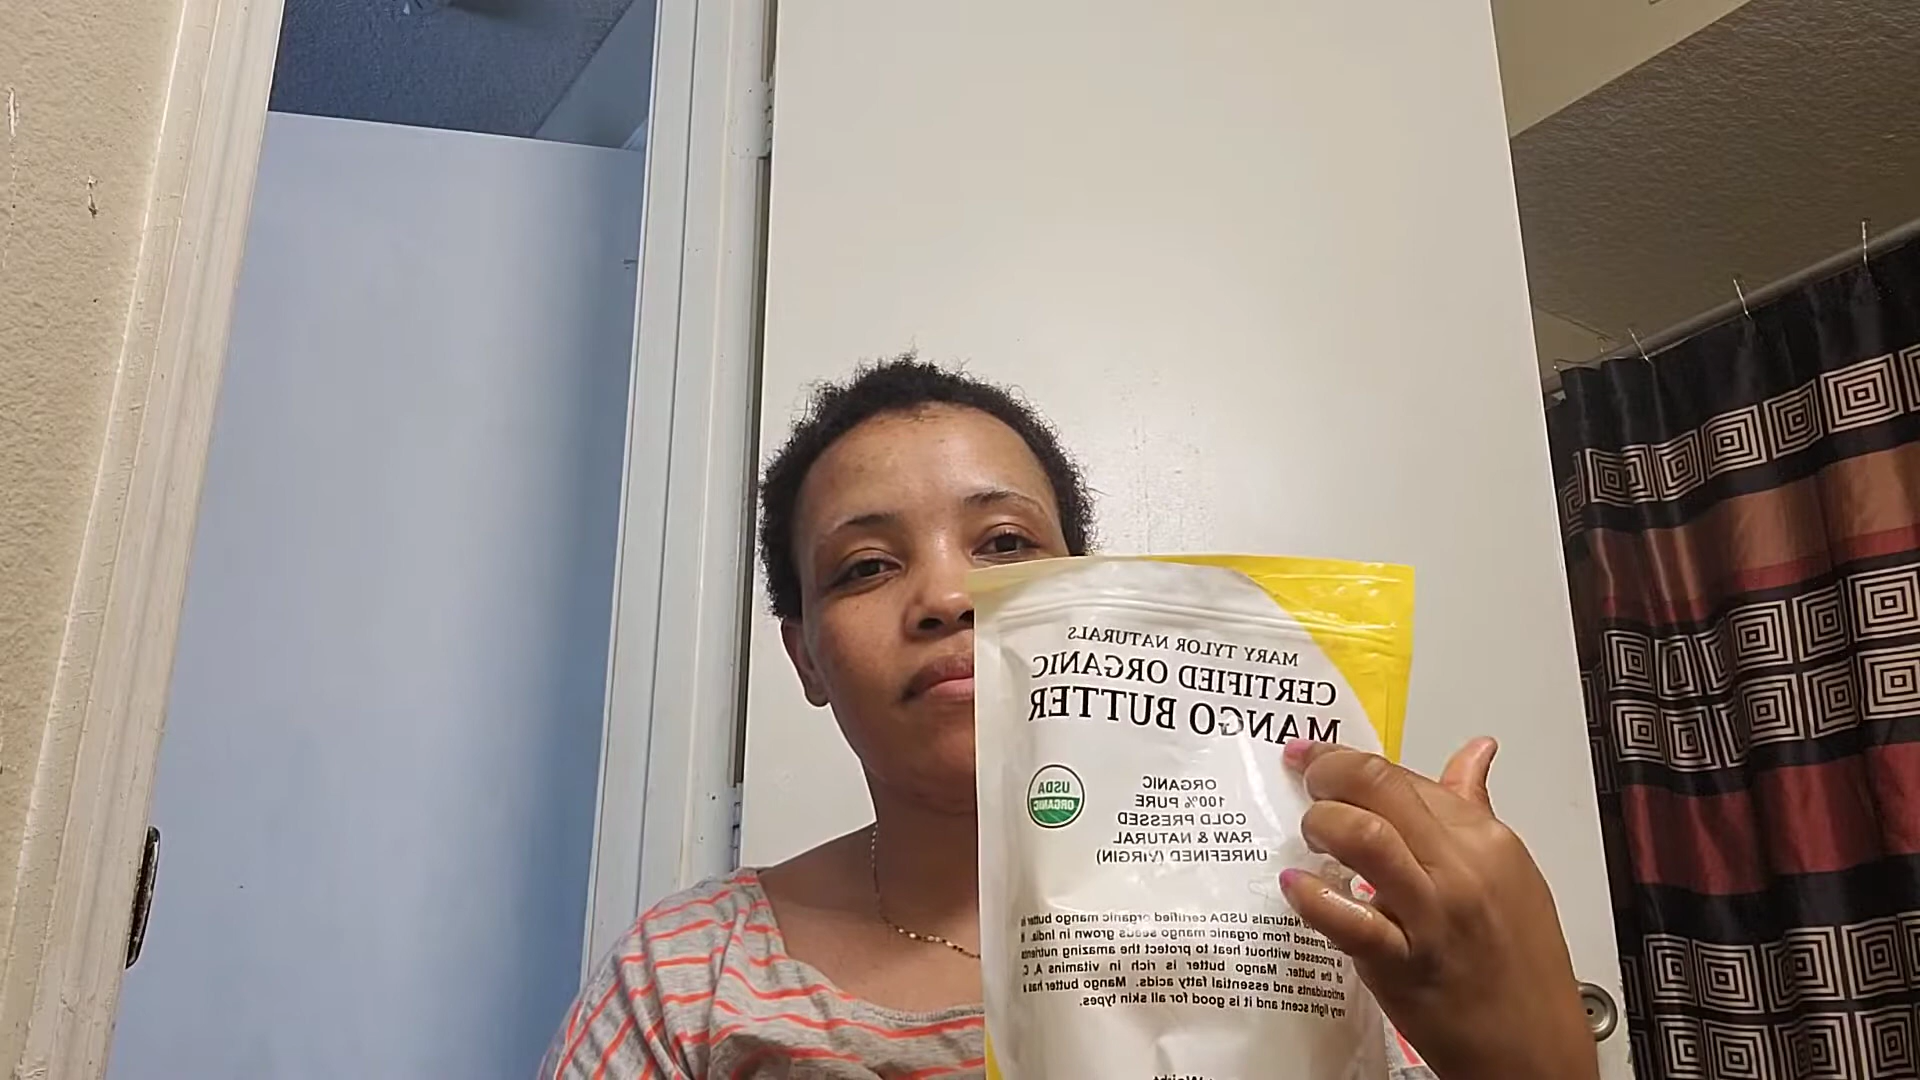 MARY TYLOR NATURALS
CERTIFIED ORGANIC
MANGO BUTTER
USDA
ORGANIC
ORGANIC
100% PURE
COLD PRESSED
RAW & NATURAL
UNREFINED (VIRGIN)
Naturals USDA certified organic mango butter is
pressed from organic mango seeds grown in India. It
is processed without heat to protect the amazing nutrients
of the butter. Mango butter is rich in vitamins A, C
antioxidants and essential fatty acids. Mango butter has a
very light scent and it is good for all skin types.